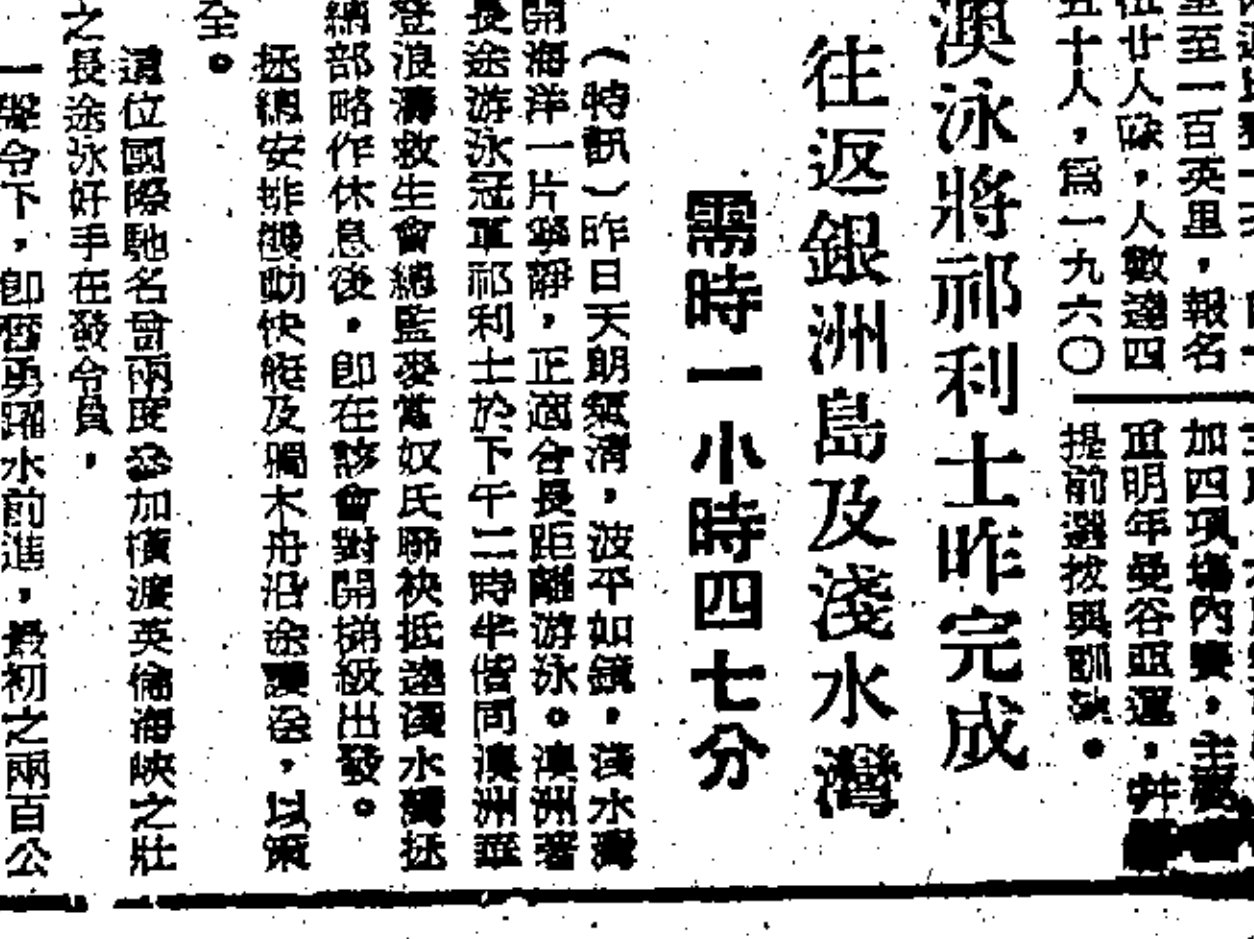 至一百英里，報名
伍廿人隊，人數達四
五十人，爲一九六〇
加四項場內賽，主
重明年曼谷亞運，并
提前選拔與訓。
澳泳將祁利士昨完成
往返銀洲島及淺水灣
需時一小時四七分
（特訊）昨日天朗氣清，波平如鏡，淺水灣
開海洋一片寧靜，正適合長距離游泳。澳洲著
長途游泳冠軍祁利士於下午二時半偕同澳洲華
登浪濤救生會總監麥當奴氏聯袂抵達淺水灣拯
總部略作休息後，即在該會對開梯級出發。
拯總安排機動快艇及獨木舟沿途護送，以策
全。
這位國際馳名曾兩度參加橫渡英倫海峽之壯
之長途泳好手在發令員，
一聲令下，即奮勇躍水前進，最初之兩百公